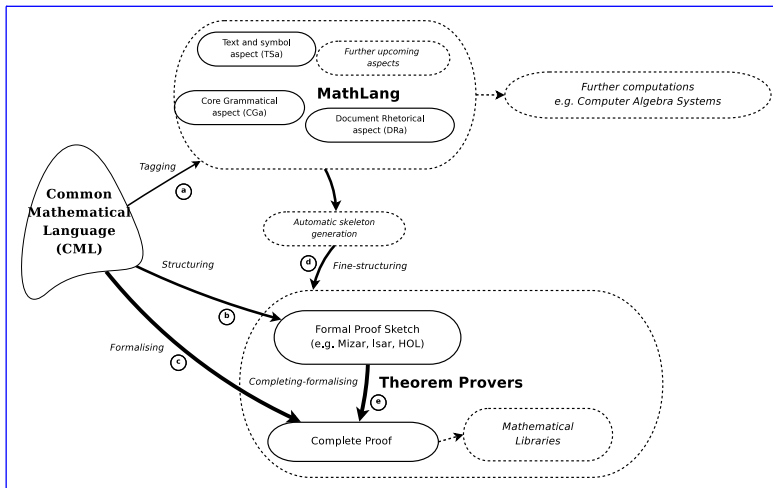 Text and symbol
aspect (TSa)
Further upcoming
aspects
MathLang
Core Grammatical
aspect (CGa)
Document Rhetorical
aspect (DRa)
Further computations
e.g. Computer Algebra Systems
Tagging
a
Common
Mathematical
Language
(CML)
Automatic skeleton
generation
Structuring
d
Fine-structuring
b
Formal Proof Sketch
(e.g. Mizar, Isar, HOL)
Formalising
c
Completing-formalising
Theorem Provers
e
Complete Proof
Mathematical
Libraries